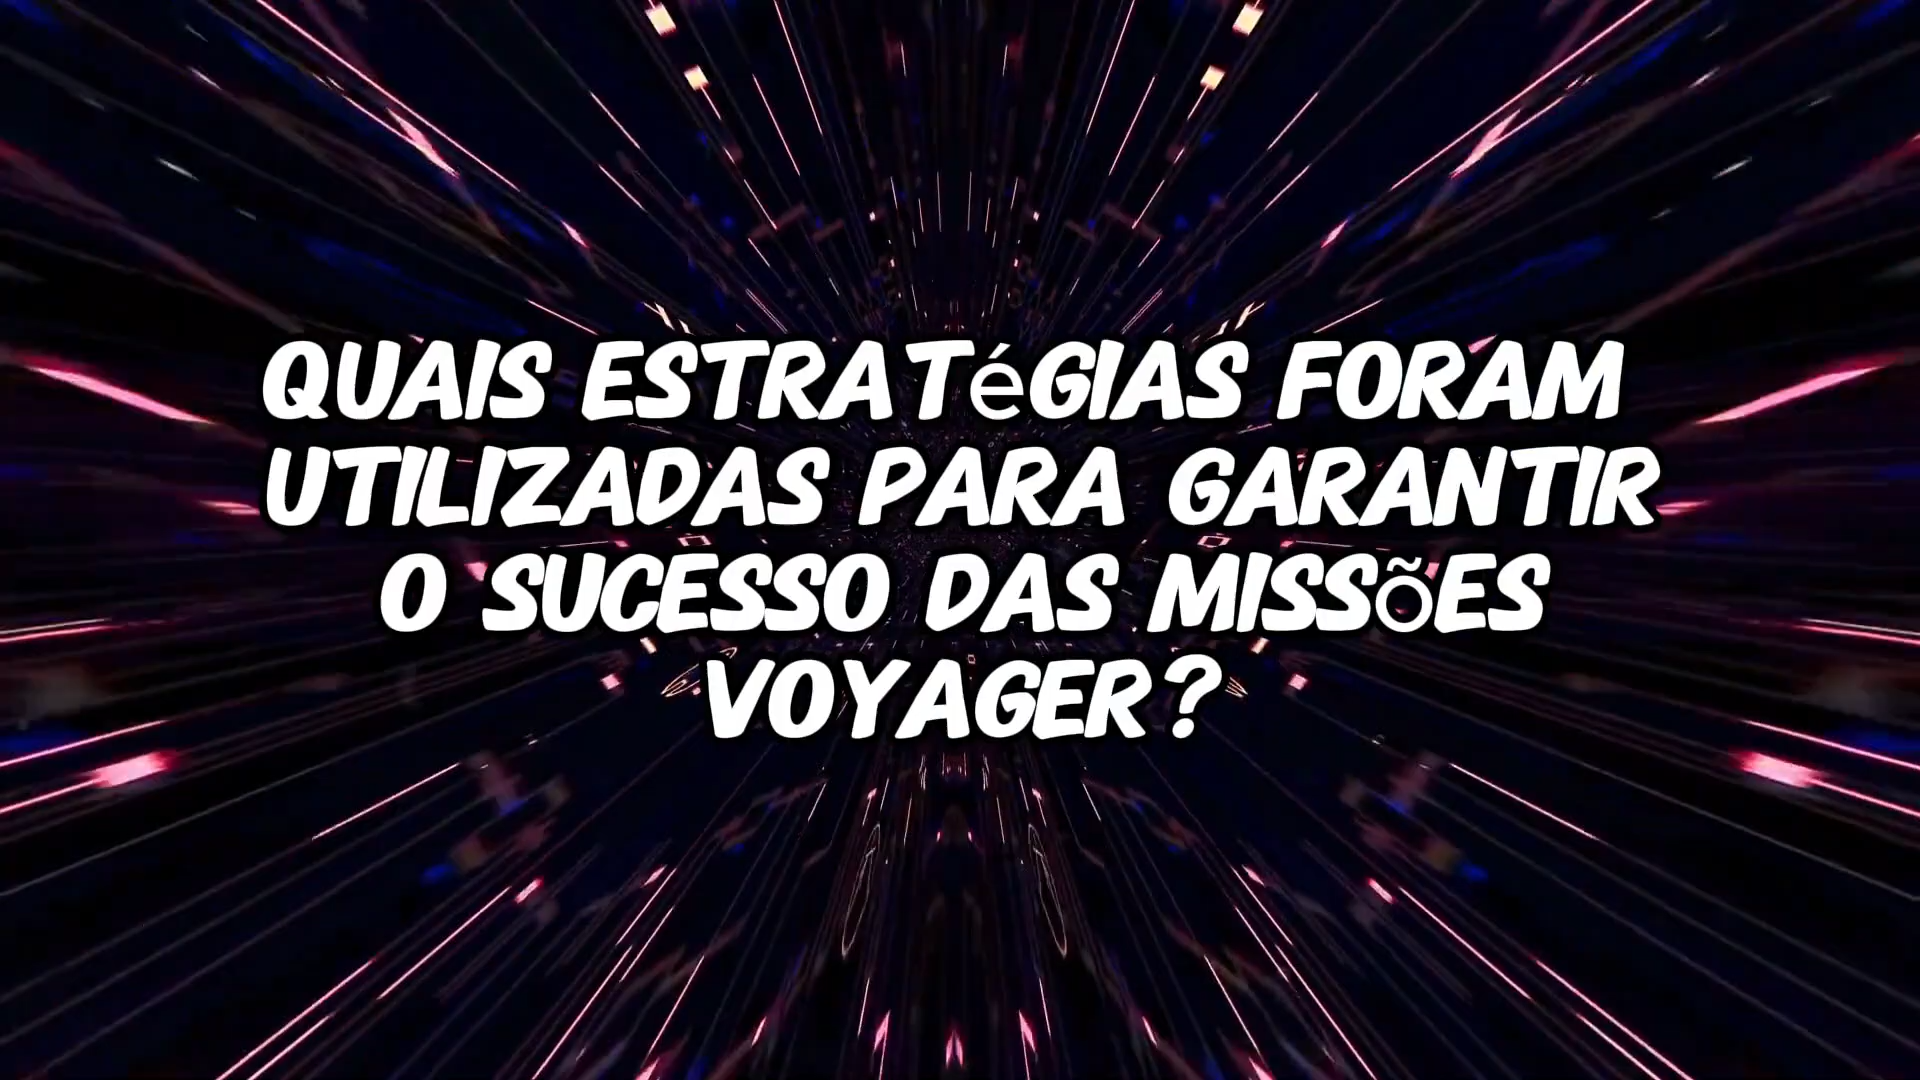 QUAIS ESTRATéGIAS FORAM
UTILIZADAS PARA GARANTIR
O SUCESSO DAS MISSõES
VOYAGER?